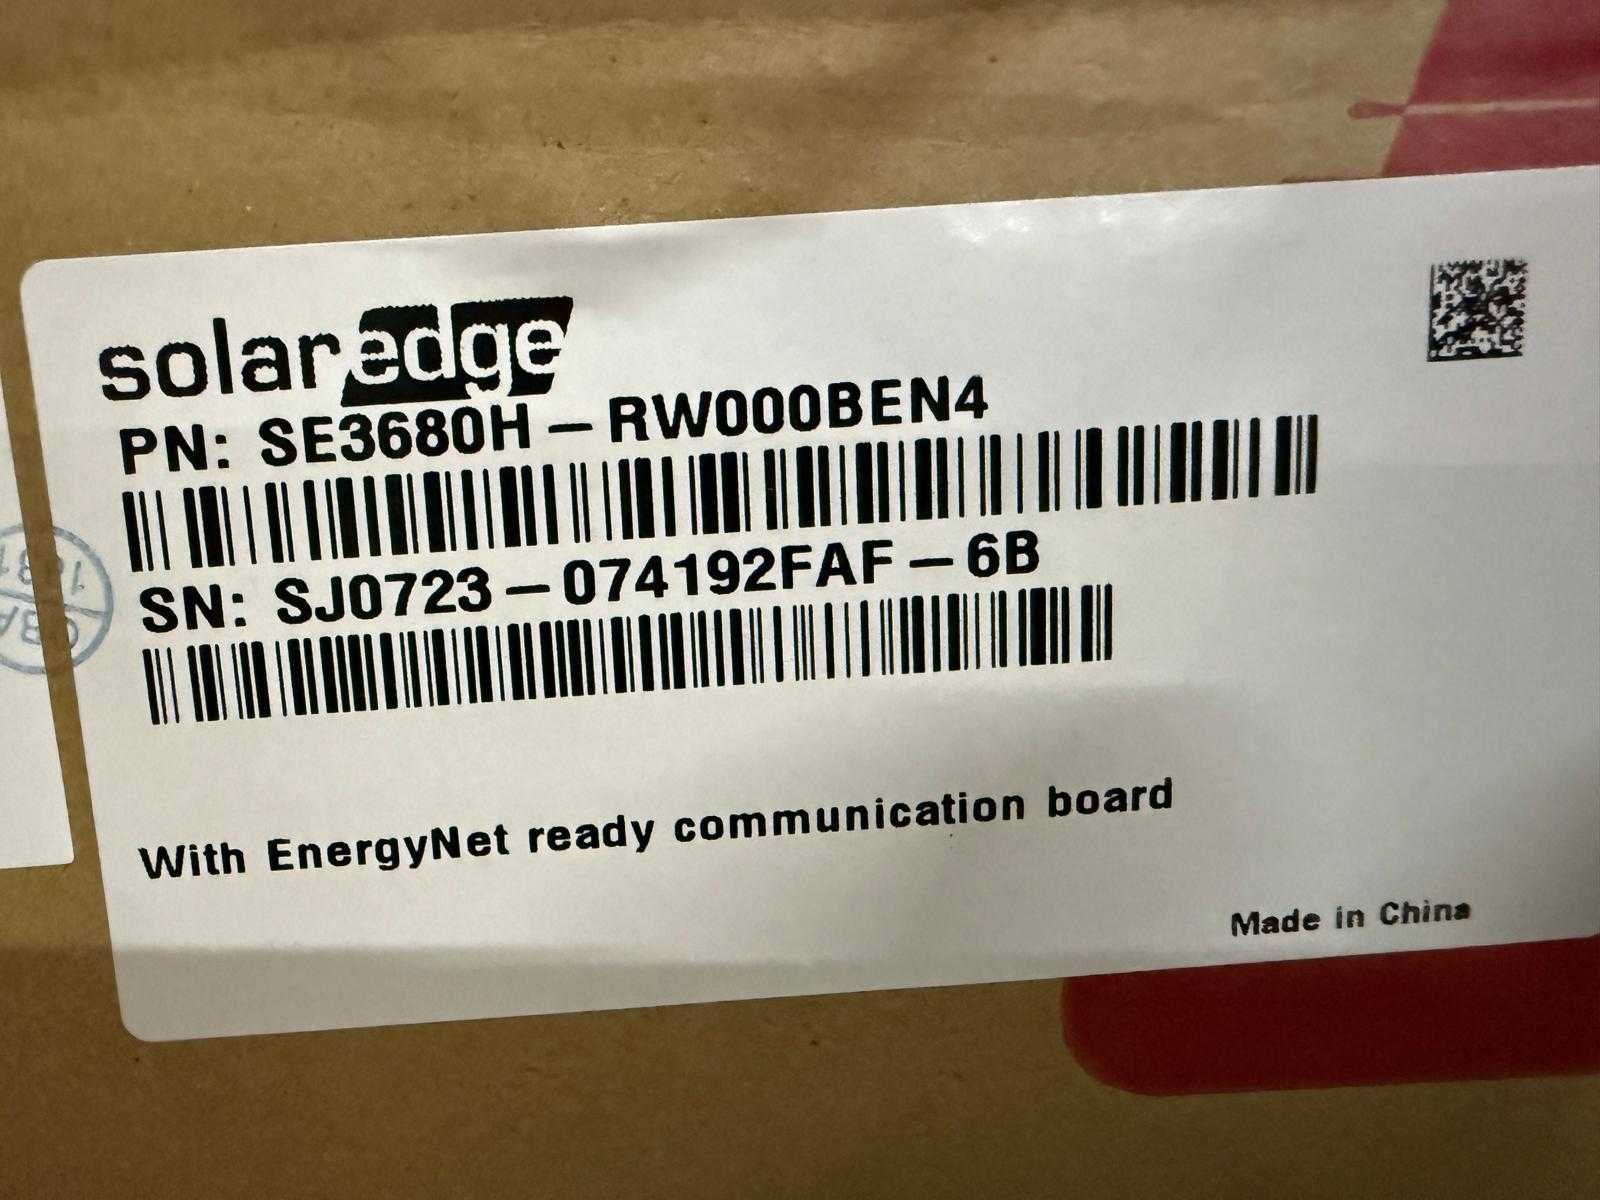 solaredge
PN: SE3680H-RW000BEN4
SN: SJ0723-074192FAF-6B
With EnergyNet ready communication board
Made in China